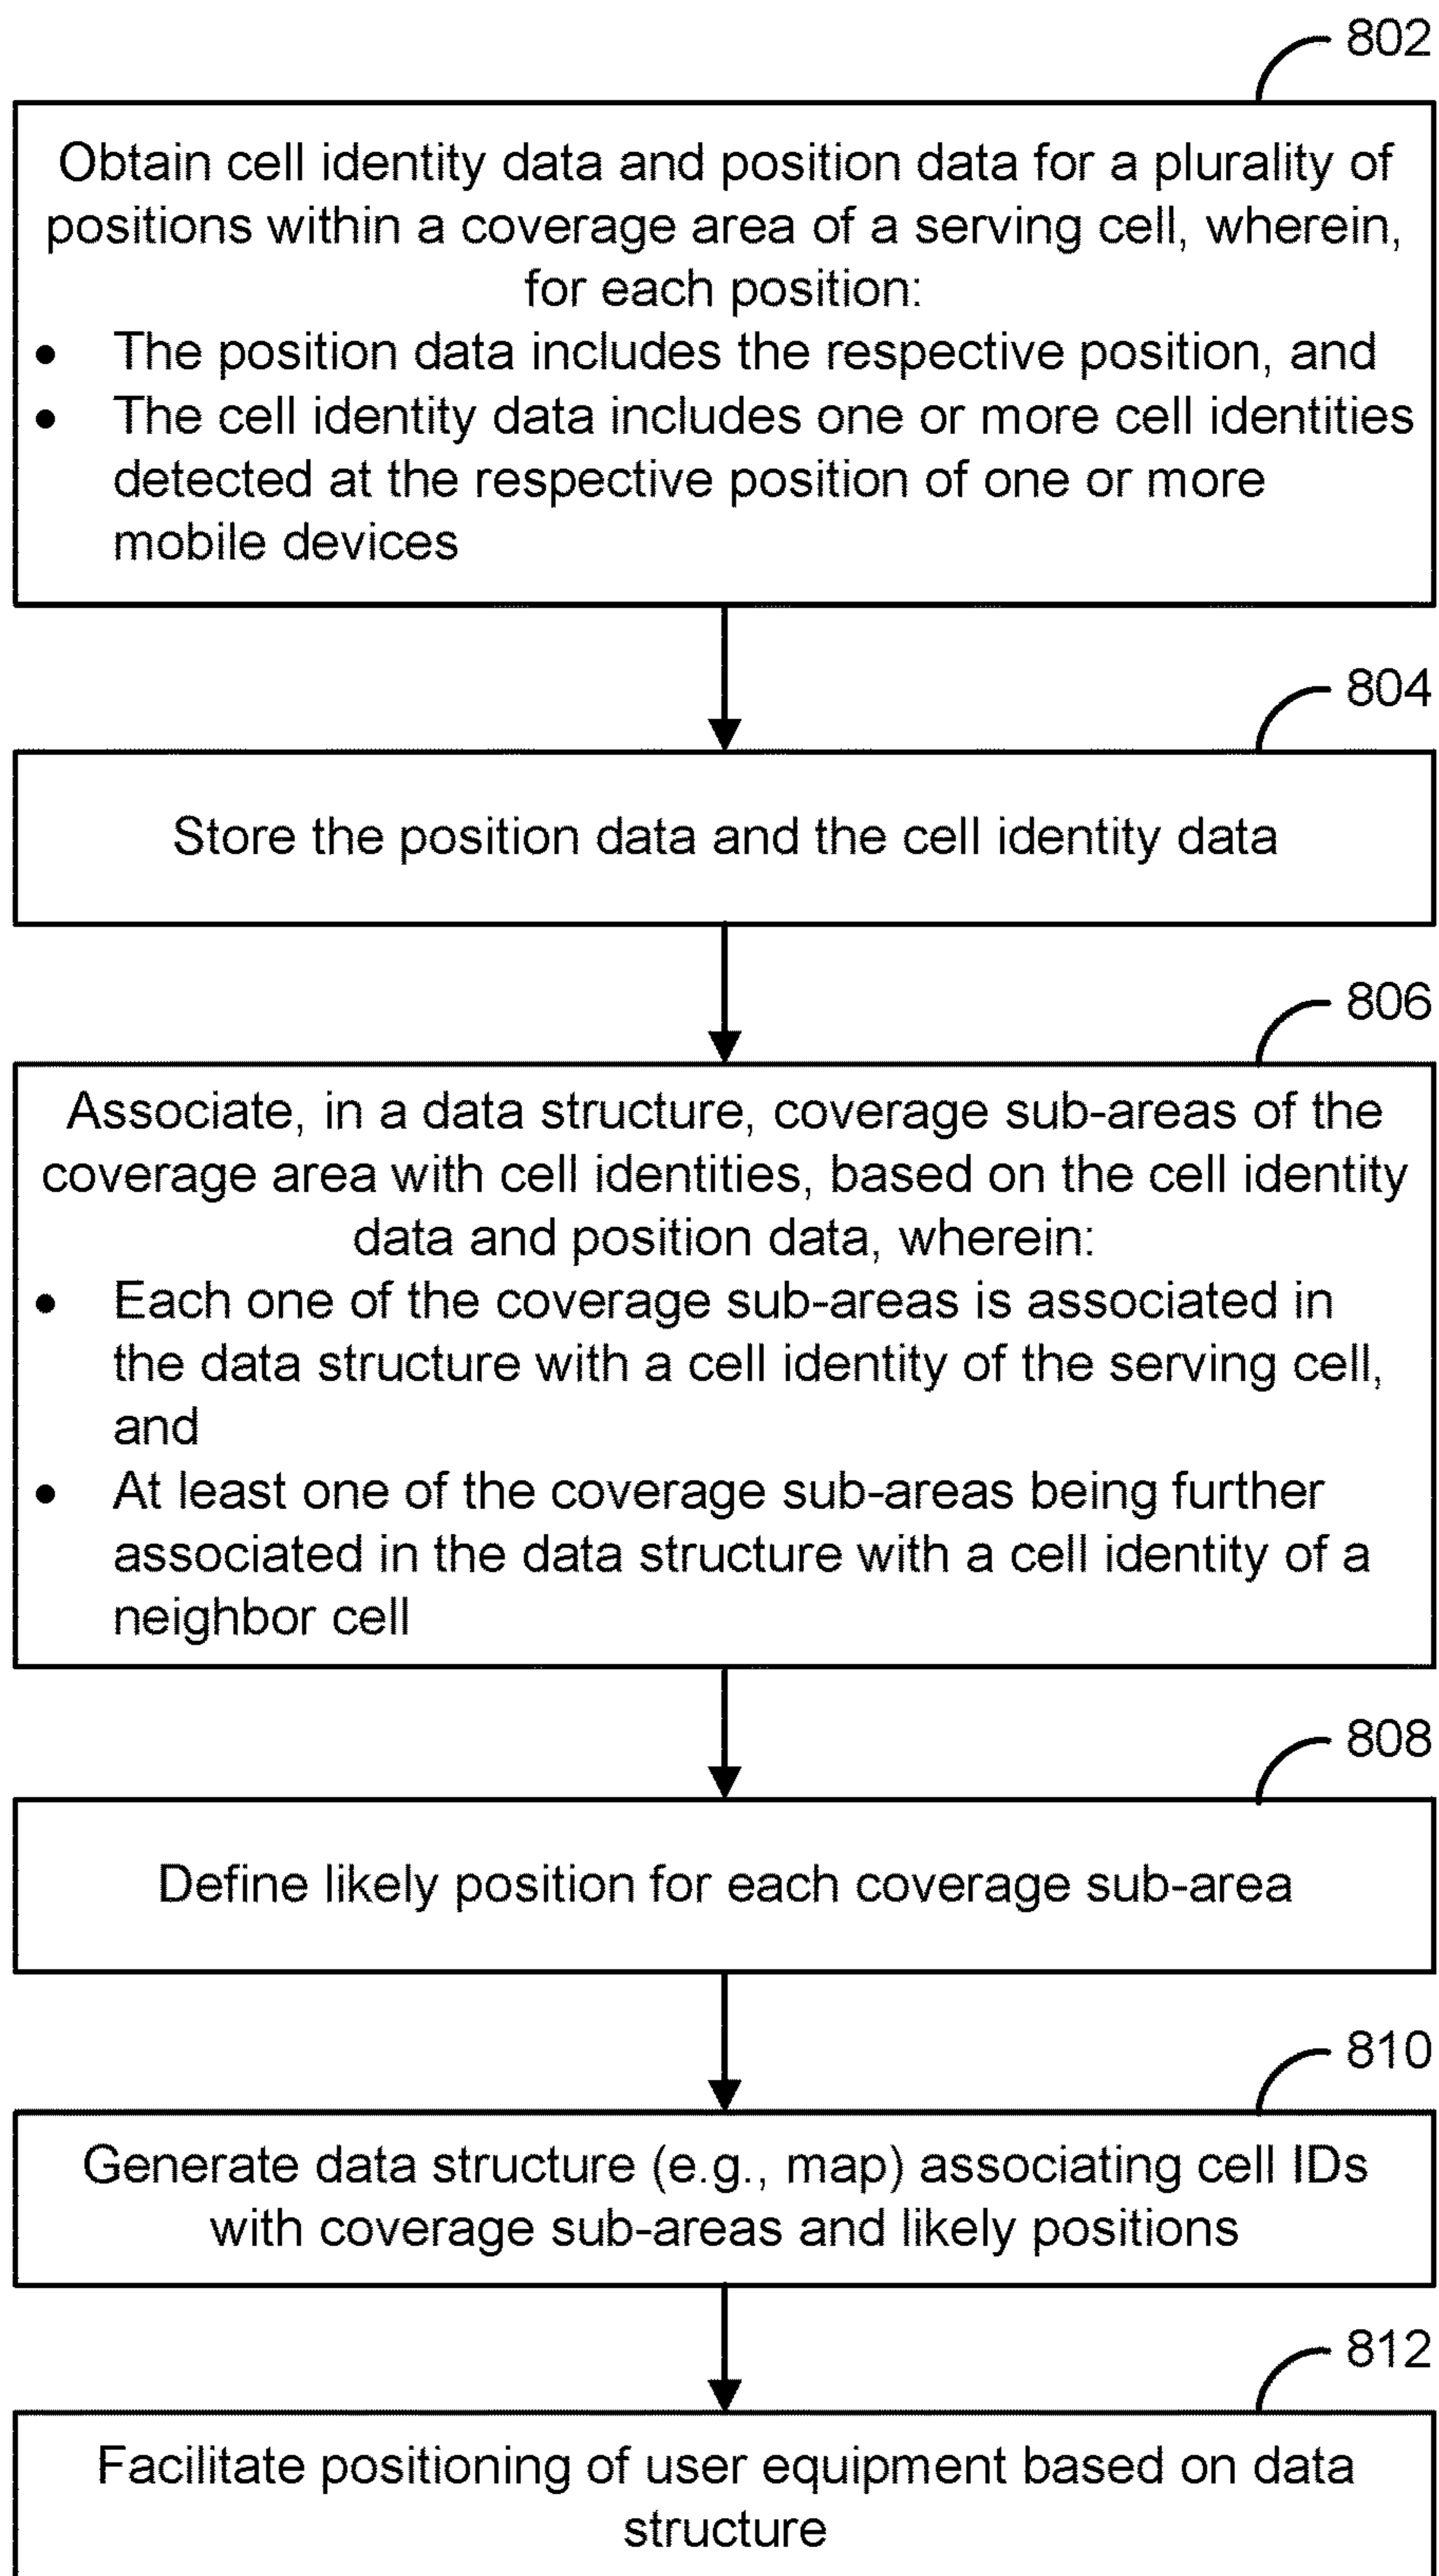 802
Obtain cell identity data and position data for a plurality of
positions within a coverage area of a serving cell, wherein,
for each position:
• The position data includes the respective position, and
• The cell identity data includes one or more cell identities
detected at the respective position of one or more
mobile devices
804
Store the position data and the cell identity data
806
Associate, in a data structure, coverage sub-areas of the
coverage area with cell identities, based on the cell identity
data and position data, wherein:
• Each one of the coverage sub-areas is associated in
the data structure with a cell identity of the serving cell,
and
• At least one of the coverage sub-areas being further
associated in the data structure with a cell identity of a
neighbor cell
808
Define likely position for each coverage sub-area
810
Generate data structure (e.g., map) associating cell IDs
with coverage sub-areas and likely positions
812
Facilitate positioning of user equipment based on data
structure